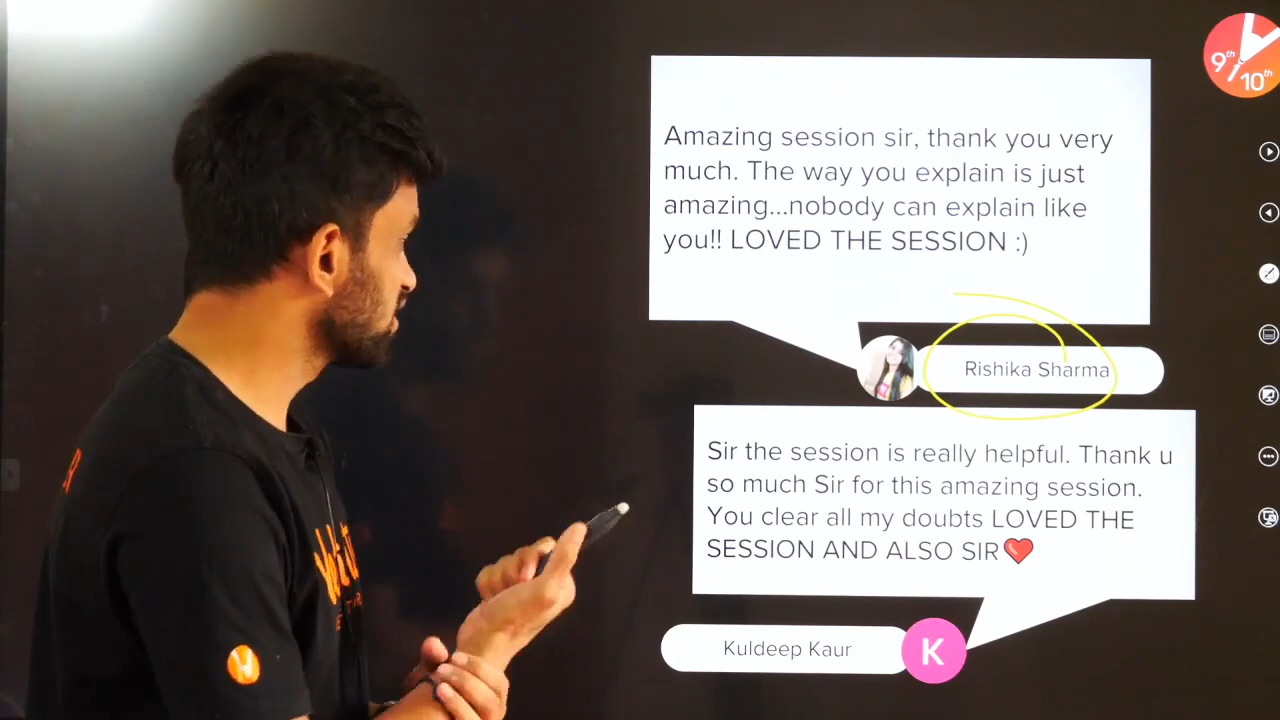 9th/10th
Amazing session sir, thank you very
much. The way you explain is just
amazing...nobody can explain like
you!! LOVED THE SESSION :)
Rishika Sharma
Sir the session is really helpful. Thank u
so much Sir for this amazing session.
You clear all my doubts LOVED THE
SESSION AND ALSO SIR❤️
Kuldeep Kaur
K